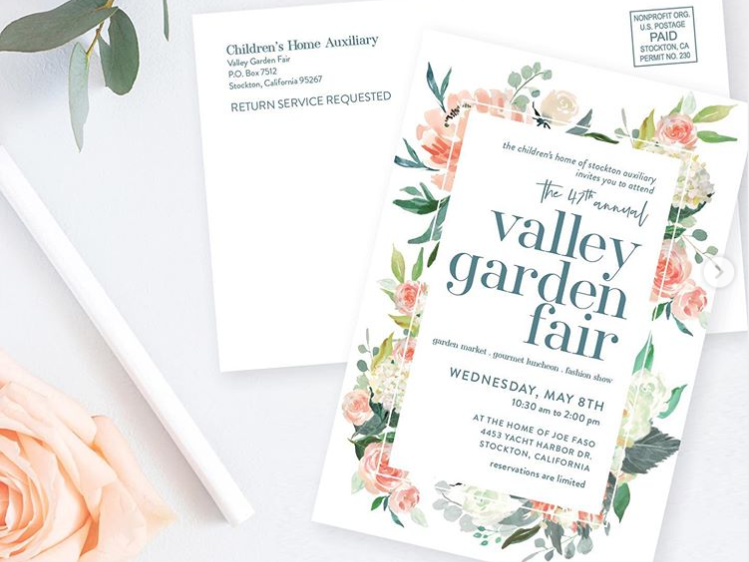 Children's Home Auxiliary
Valley Garden Fair
P.O. Box 7512
Stockton, California 95267
RETURN SERVICE REQUESTED
NONPROFIT ORG.
U.S. POSTAGE
PAID
STOCKTON, CA
PERMIT NO. 230
the children's home of stockton auxiliary
invites you to attend
the 47th annual
valley
garden
fair
garden market . gourmet luncheon . fashion show
WEDNESDAY, MAY 8TH
10:30 am to 2:00 pm
AT THE HOME OF JOE FASO
4453 YACHT HARBOR DR.
STOCKTON, CALIFORNIA
reservations are limited